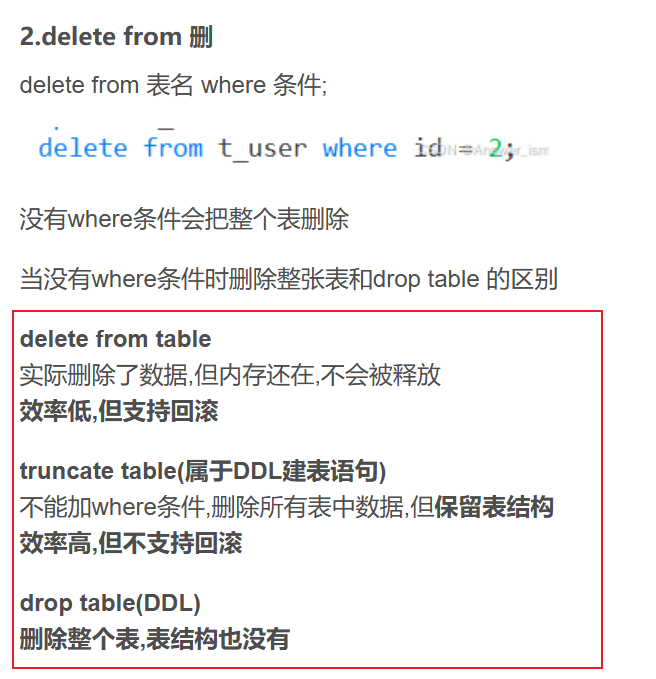 2.delete from 删
delete from 表名 where 条件;
delete from t_user where id = 2;
没有where条件会把整个表删除
当没有where条件时删除整张表和drop table 的区别
delete from table
实际删除了数据,但内存还在,不会被释放
效率低,但支持回滚
truncate table(属于DDL建表语句)
不能加where条件,删除所有表中数据,但保留表结构
效率高,但不支持回滚
drop table(DDL)
删除整个表,表结构也没有